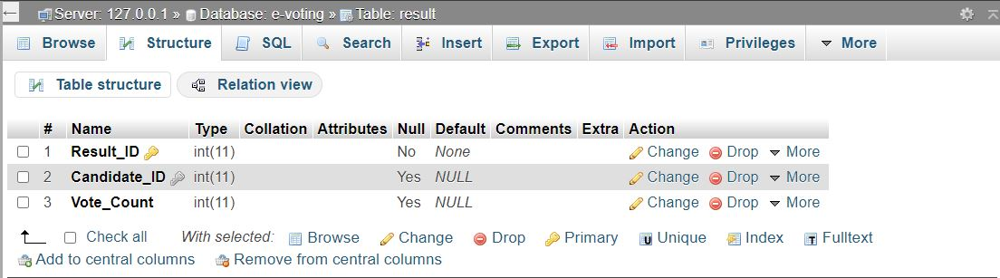 Server: 127.0.0.1 » Database: e-voting » Table: result
Browse Structure SQL Search Insert Export Import Privileges More
Table structure Relation view
# Name Type Collation Attributes Null Default Comments Extra Action
1 Result_ID int(11) No None Change Drop More
2 Candidate_ID int(11) Yes NULL Change Drop More
3 Vote_Count int(11) Yes NULL Change Drop More
Check all With selected: Browse Change Drop Primary Unique Index Fulltext
Add to central columns Remove from central columns